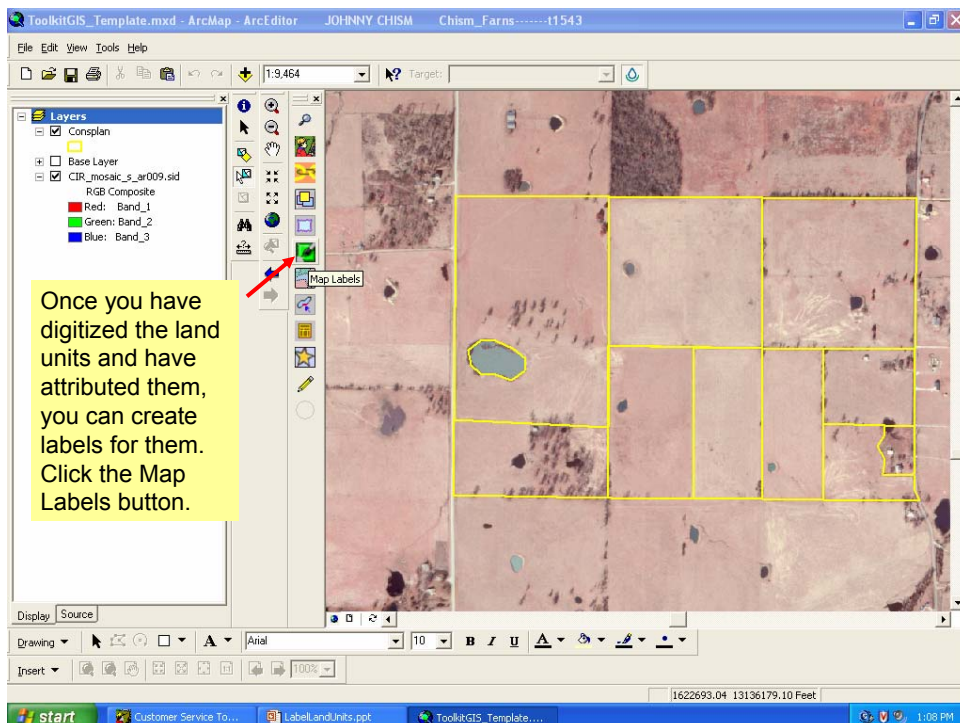 ToolkitGIS_Template.mxd - ArcMap - ArcEditor JOHNNY CHISM Chism_Farns-------t1543
File Edit View Tools Help
1:9,464 Target:
Layers
Consplan
Base Layer
CIR_mosaic_s_ar009.sid
RGB Composite
Red: Band_1
Green: Band_2
Blue: Band_3
Map Labels
Once you have
digitized the land
units and have
attributed them,
you can create
labels for them.
Click the Map
Labels button.
Display Source
Drawing A Arial 10 B I U A
Insert 100%
1622693.04 13136179.10 Feet
start Customer Service To... LabelLandUnits.ppt ToolkitGIS_Template.... 1:08 PM